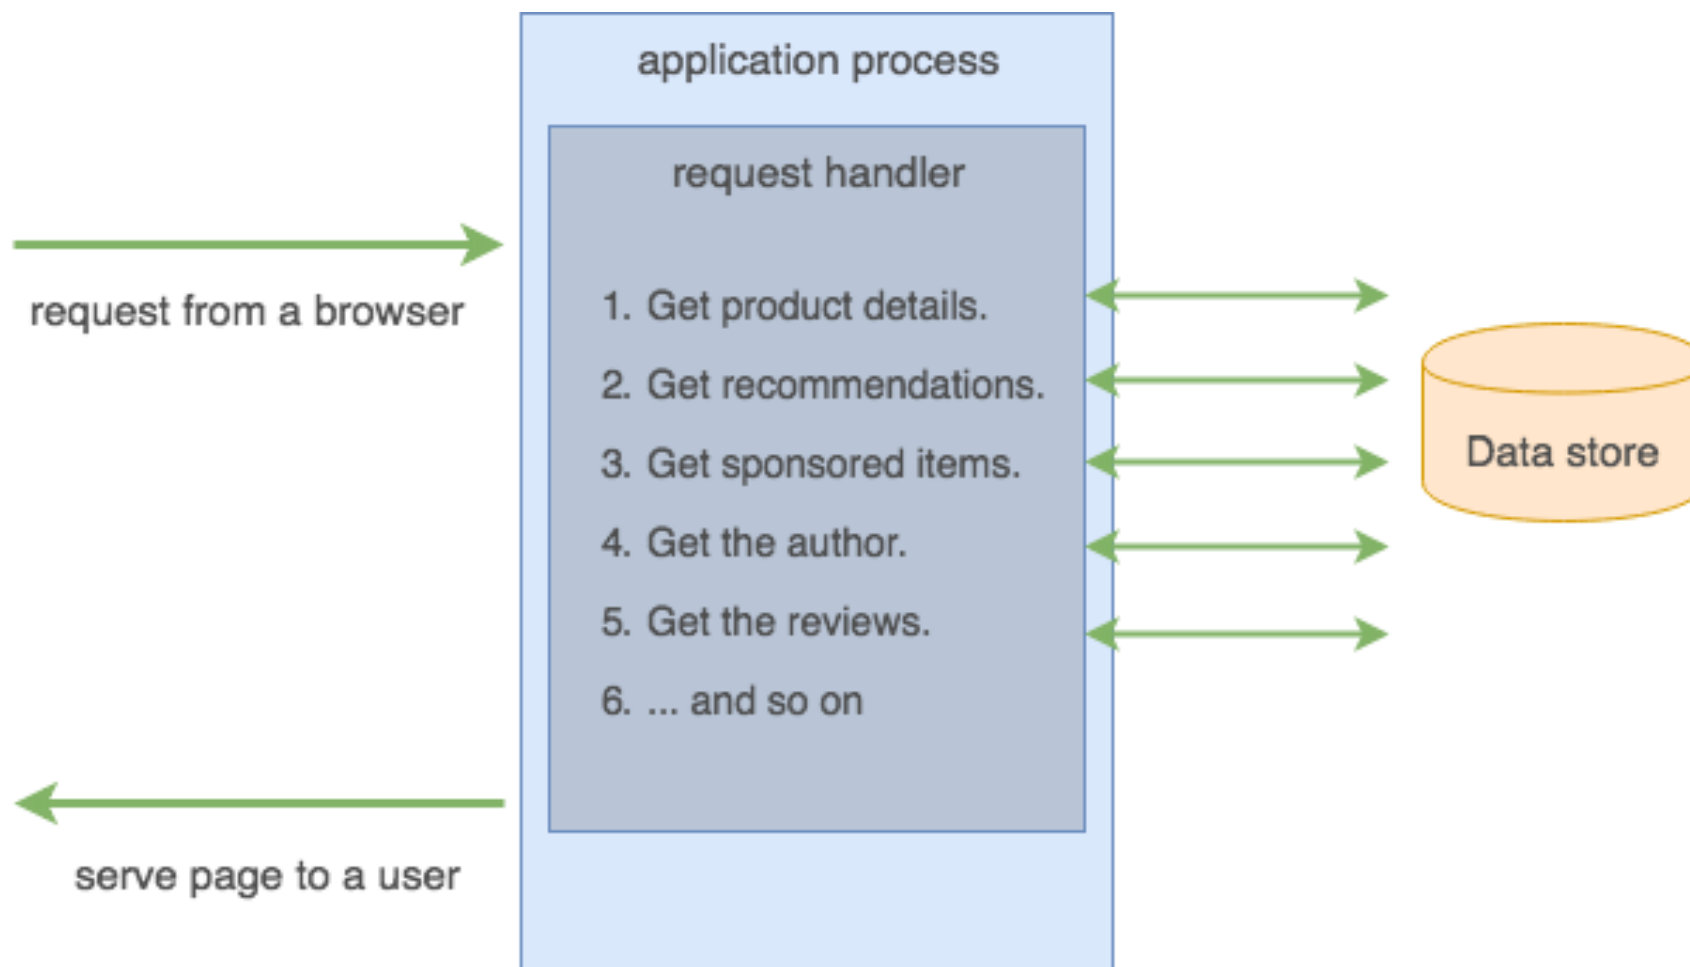 application process
request handler
request from a browser
1. Get product details.
2. Get recommendations.
3. Get sponsored items.
4. Get the author.
5. Get the reviews.
6. ... and so on
Data store
serve page to a user